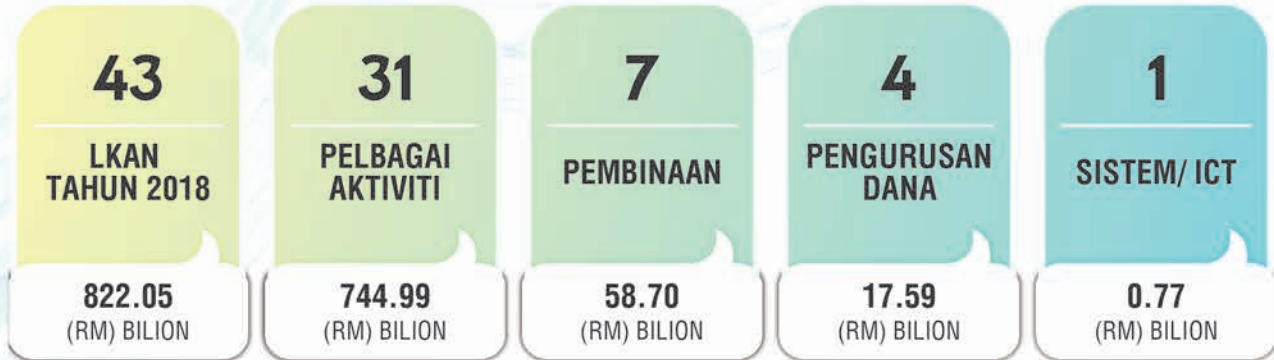 43
LKAN
TAHUN 2018
822.05
(RM) BILION
31
PELBAGAI
AKTIVITI
744.99
(RM) BILION
7
PEMBINAAN
58.70
(RM) BILION
4
PENGURUSAN
DANA
17.59
(RM) BILION
1
SISTEM/ ICT
0.77
(RM) BILION